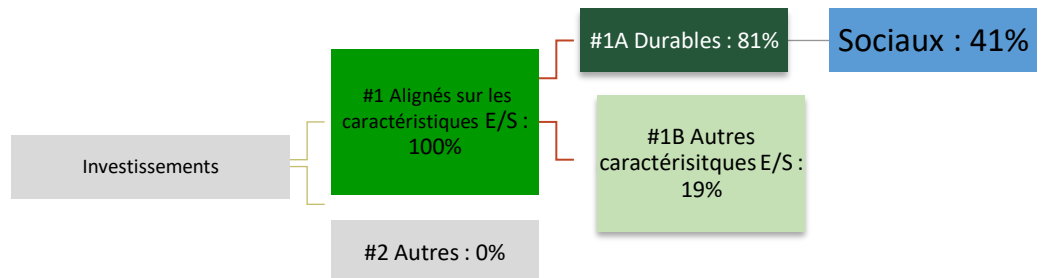 Investissements
#1 Alignés sur les
caractéristiques E/S :
100%
#2 Autres : 0%
#1A Durables : 81%
#1B Autres
caractérisitques E/S :
19%
Sociaux : 41%